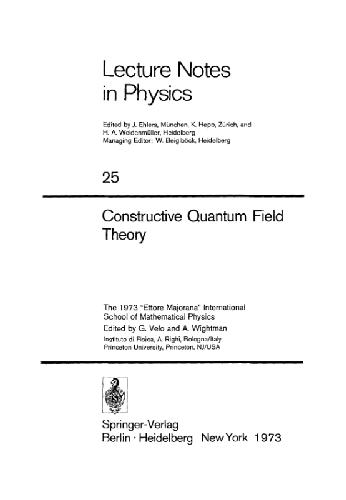 Lecture Notes
in Physics
Edited by J. Ehlers, München, K. Hepp, Zürich, and
H. A. Weidenmüller, Heidelberg
Managing Editor: W. Beiglböck, Heidelberg
25
Constructive Quantum Field
Theory
The 1973 "Ettore Majorana" International
School of Mathematical Physics
Edited by G. Velo and A. Wightman
Instituto di Fisica, A. Righi, Bologna/Italy
Princeton University, Princeton, NJ/USA
Springer-Verlag
Berlin · Heidelberg New York 1973